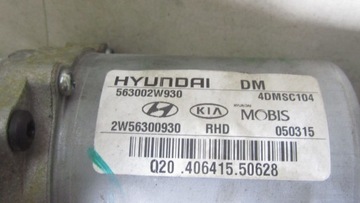 HYUNDAI DM
563002W930 4DMSC104
KIA MOBIS
2W56300930 RHD 050315
Q20 .406415.50628